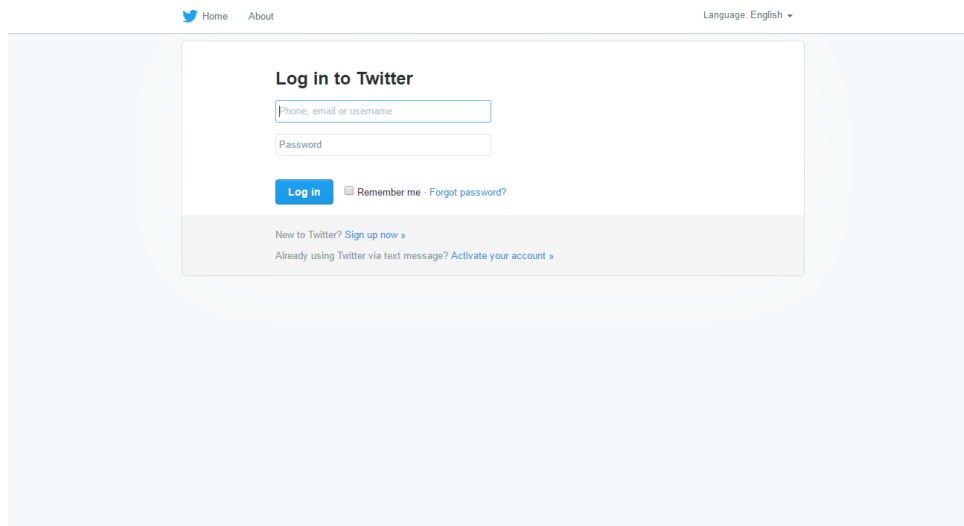 Home About Language: English
Log in to Twitter
Phone, email or username
Password
Log in Remember me · Forgot password?
New to Twitter? Sign up now »
Already using Twitter via text message? Activate your account »